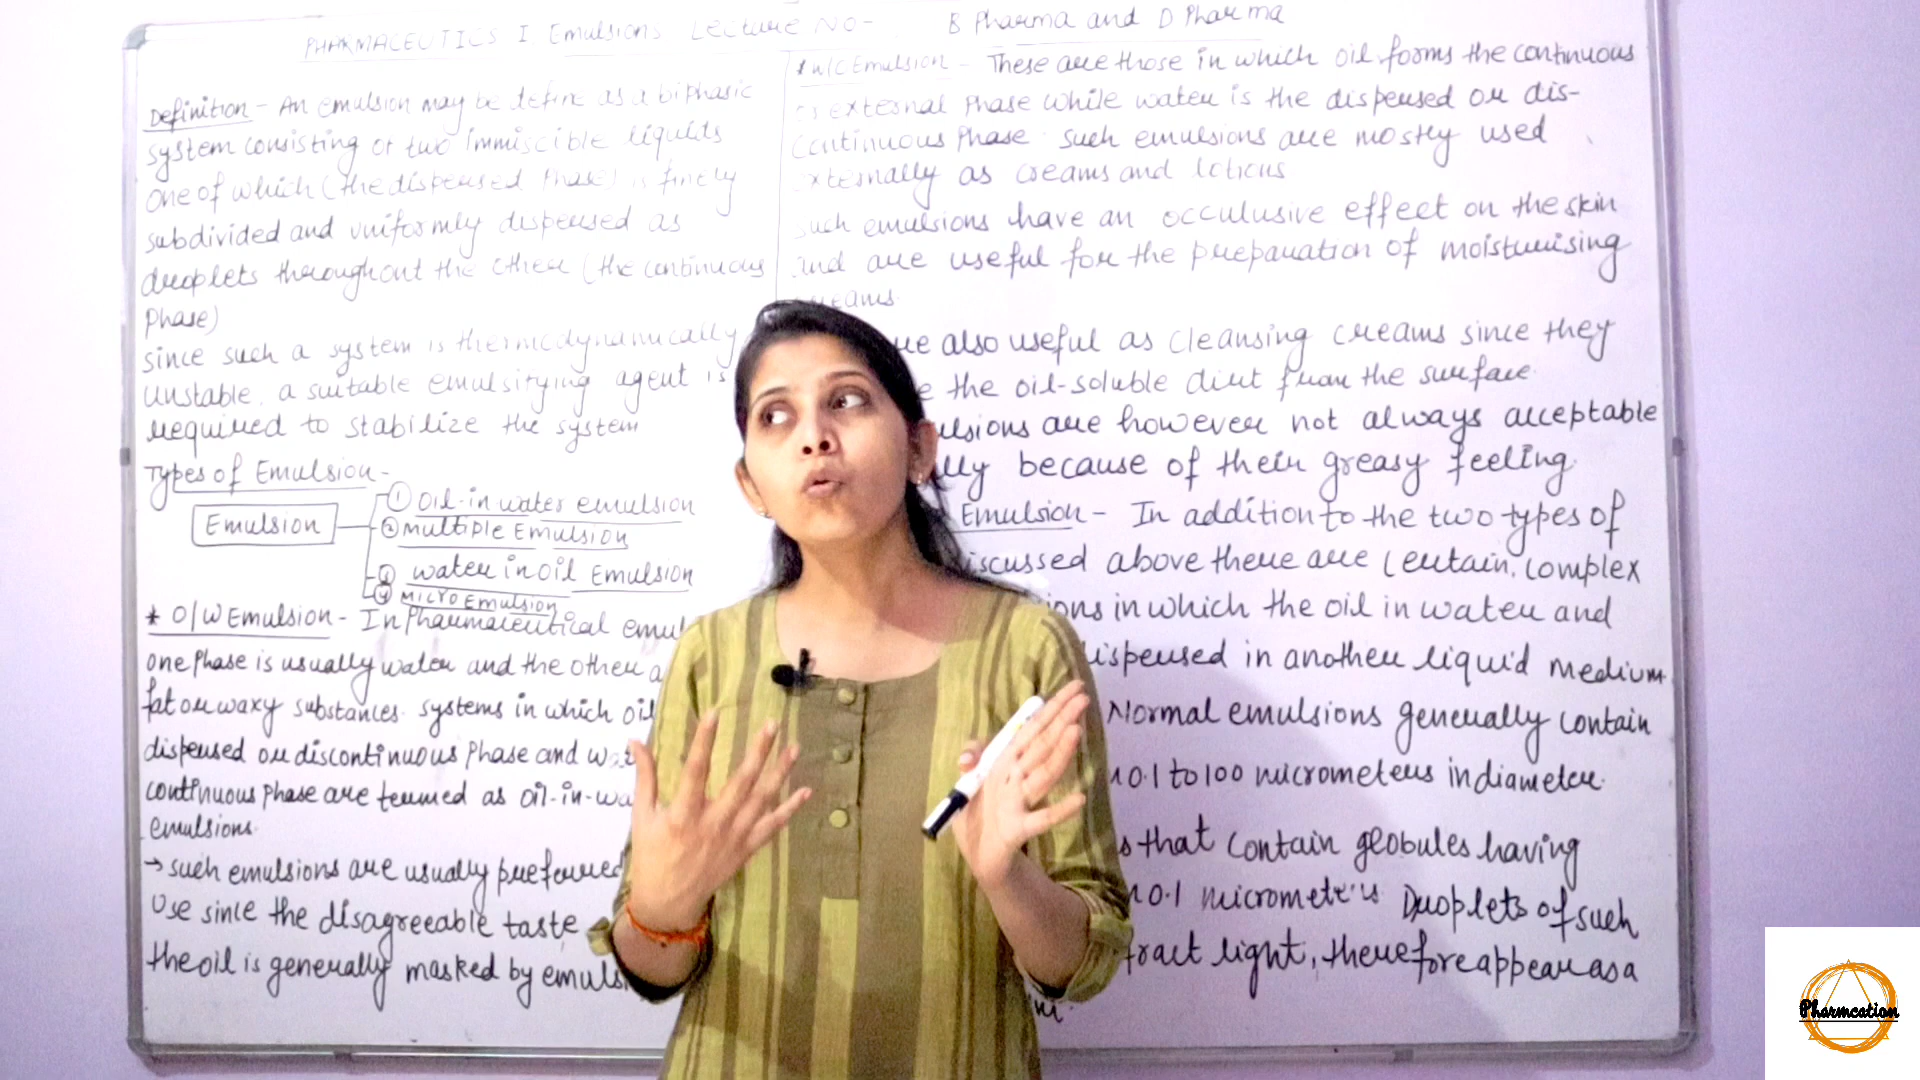 PHARMACEUTICS I Emulsions Lecture NO-
B Pharma and D Pharma
Definition - An emulsion may be define as a biphasic
system consisting of two immiscible liquids
one of which (the dispersed Phase) is finely
subdivided and uniformly dispersed as
droplets throughout the other (the continuous
Phase)
since such a system is thermodynamically
Unstable, a suitable emulsifying agent is
required to stabilize the system
Types of Emulsion-
Emulsion
① oil-in water emulsion
② multiple Emulsion
water in oil Emulsion
④ MICRO Emulsion
* O/W Emulsion - In Pharmaceutical
one Phase is usually water and the other
fat or waxy substances. systems in which oil
dispersed or discontinuous Phase and
continuous Phase are termed as oil-in-
emulsions.
→ such emulsions are usually preferred
use since the disagreeable taste
the oil is generally masked by
* W/O Emulsion - These are those in which oil forms the continuous
external Phase while water is the dispersed or dis-
continuous Phase. such emulsions are mostly used
externally as creams and lotions
such emulsions have an occulusive effect on the skin
and are useful for the preparation of moisturising
creams.
also useful as cleansing creams since they
the oil-soluble dirt from the surface.
are however not always acceptable
because of their greasy feeling.
Emulsion - In addition to the two types of
discussed above there are certain complex
in which the oil in water and
dispersed in another liquid medium.
Normal emulsions generally contain
0.1 to 100 micrometers in diameter.
that contain globules having
0.1 micrometers Droplets of such
light, therefore appear as a
Pharmcation